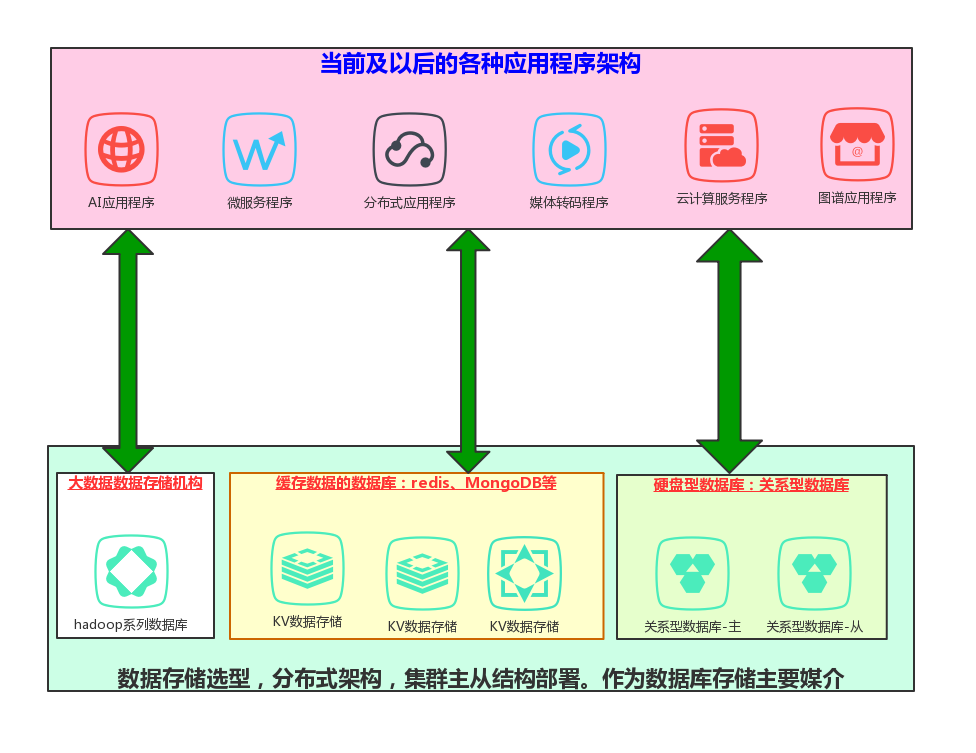 当前及以后的各种应用程序架构
AI应用程序
微服务程序
分布式应用程序
媒体转码程序
云计算服务程序
@
图谱应用程序
大数据数据存储机构
hadoop系列数据库
缓存数据的数据库：redis、MongoDB等
KV数据存储
KV数据存储
KV数据存储
硬盘型数据库：关系型数据库
关系型数据库-主
关系型数据库-从
数据存储选型，分布式架构，集群主从结构部署。作为数据库存储主要媒介